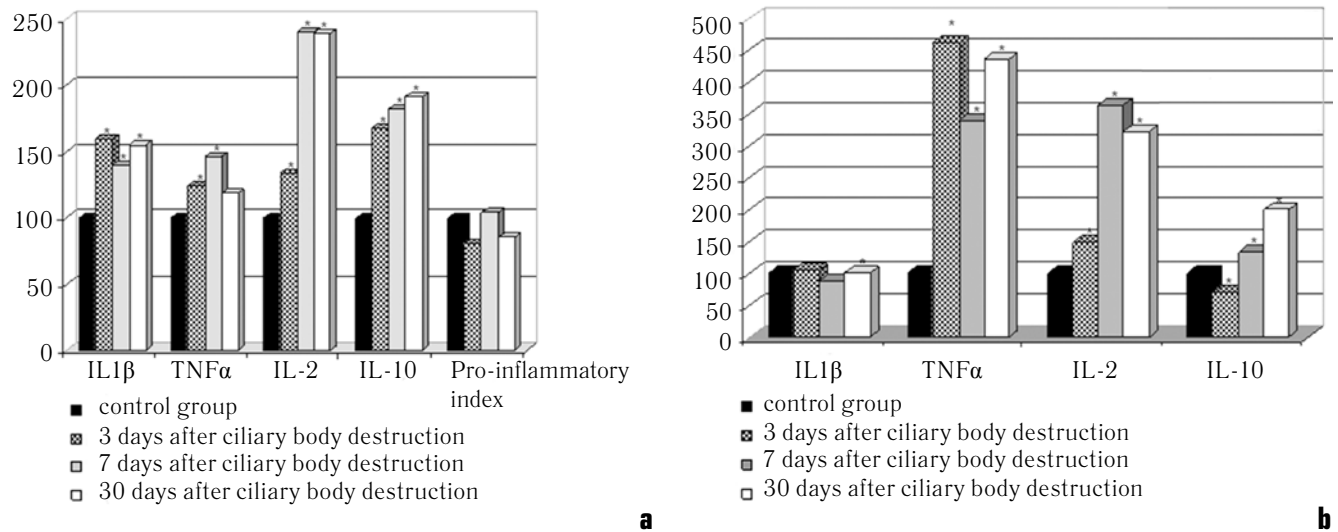 250
200
150
100
50
0
IL1β TNFα IL-2 IL-10 Pro-inflammatory
index
control group
3 days after ciliary body destruction
7 days after ciliary body destruction
30 days after ciliary body destruction
a
500
450
400
350
300
250
200
150
100
50
0
IL1β TNFα IL-2 IL-10
control group
3 days after ciliary body destruction
7 days after ciliary body destruction
30 days after ciliary body destruction
b